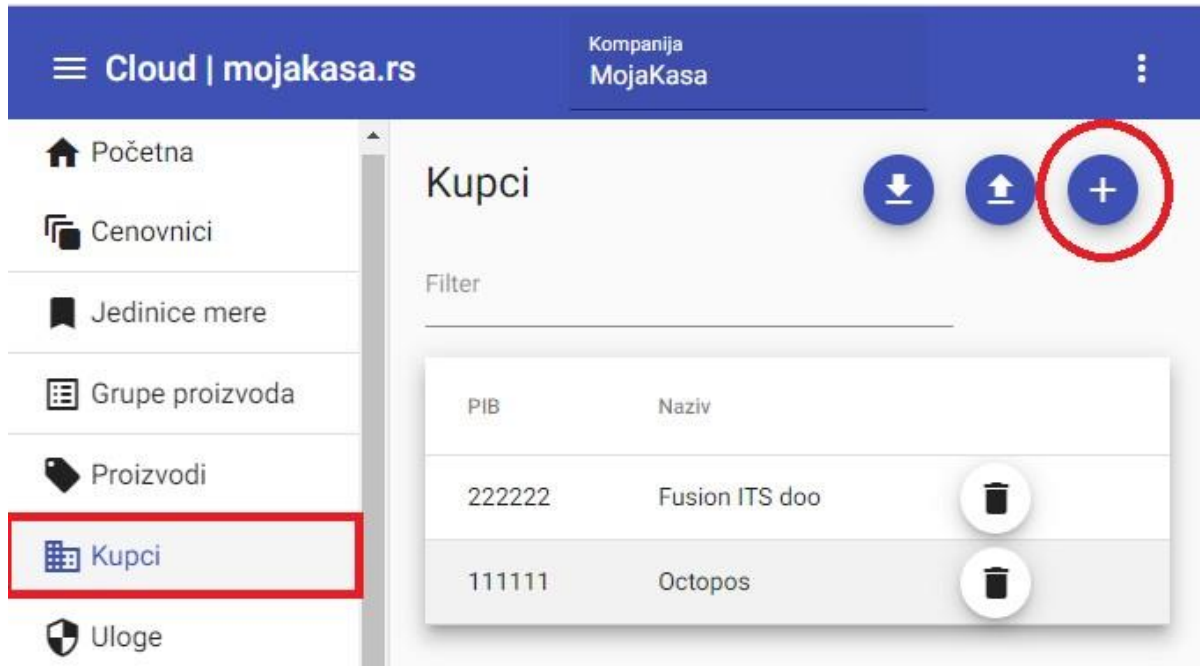 Cloud | mojakasa.rs
Kompanija
MojaKasa
Početna
Cenovnici
Jedinice mere
Grupe proizvoda
Proizvodi
Kupci
Uloge
Kupci
Filter
PIB Naziv
222222 Fusion ITS doo
111111 Octopos